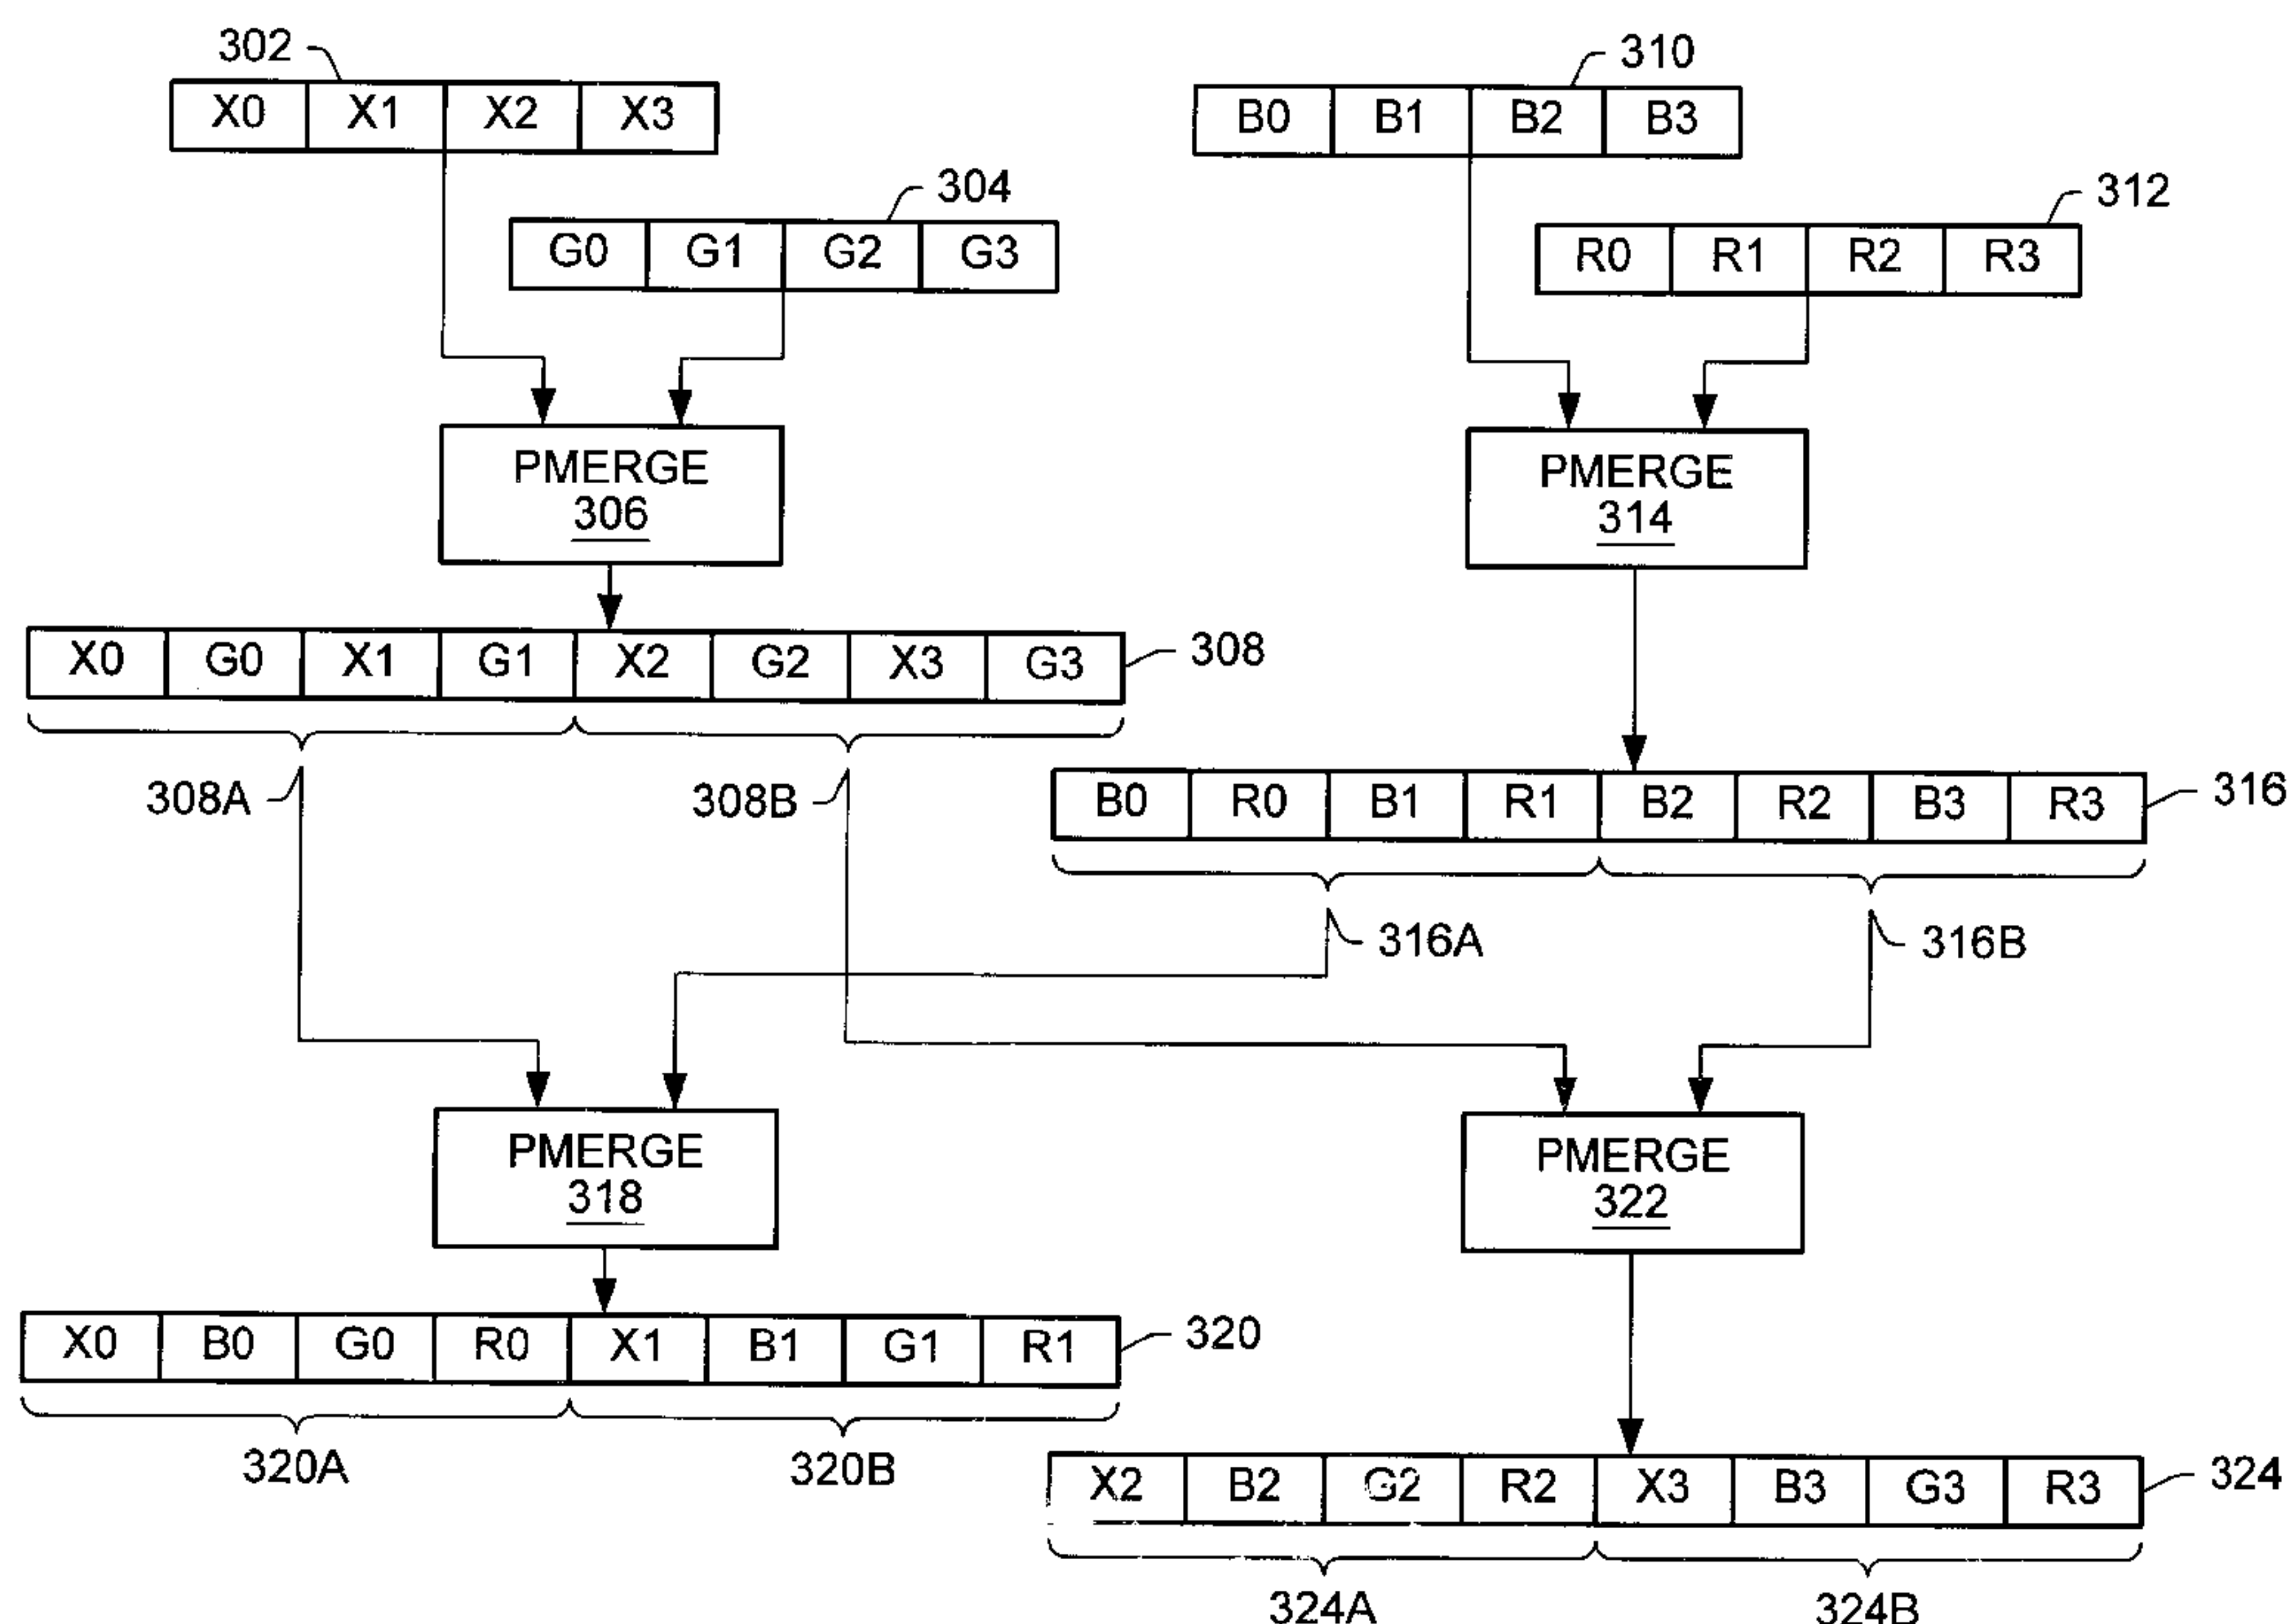 302
X0 X1 X2 X3
310
B0 B1 B2 B3
304
G0 G1 G2 G3
312
R0 R1 R2 R3
PMERGE
306
PMERGE
314
X0 G0 X1 G1 X2 G2 X3 G3
308
308A
308B
B0 R0 B1 R1 B2 R2 B3 R3
316
316A
316B
PMERGE
318
PMERGE
322
X0 B0 G0 R0 X1 B1 G1 R1
320
320A
320B
X2 B2 G2 R2 X3 B3 G3 R3
324
324A
324B